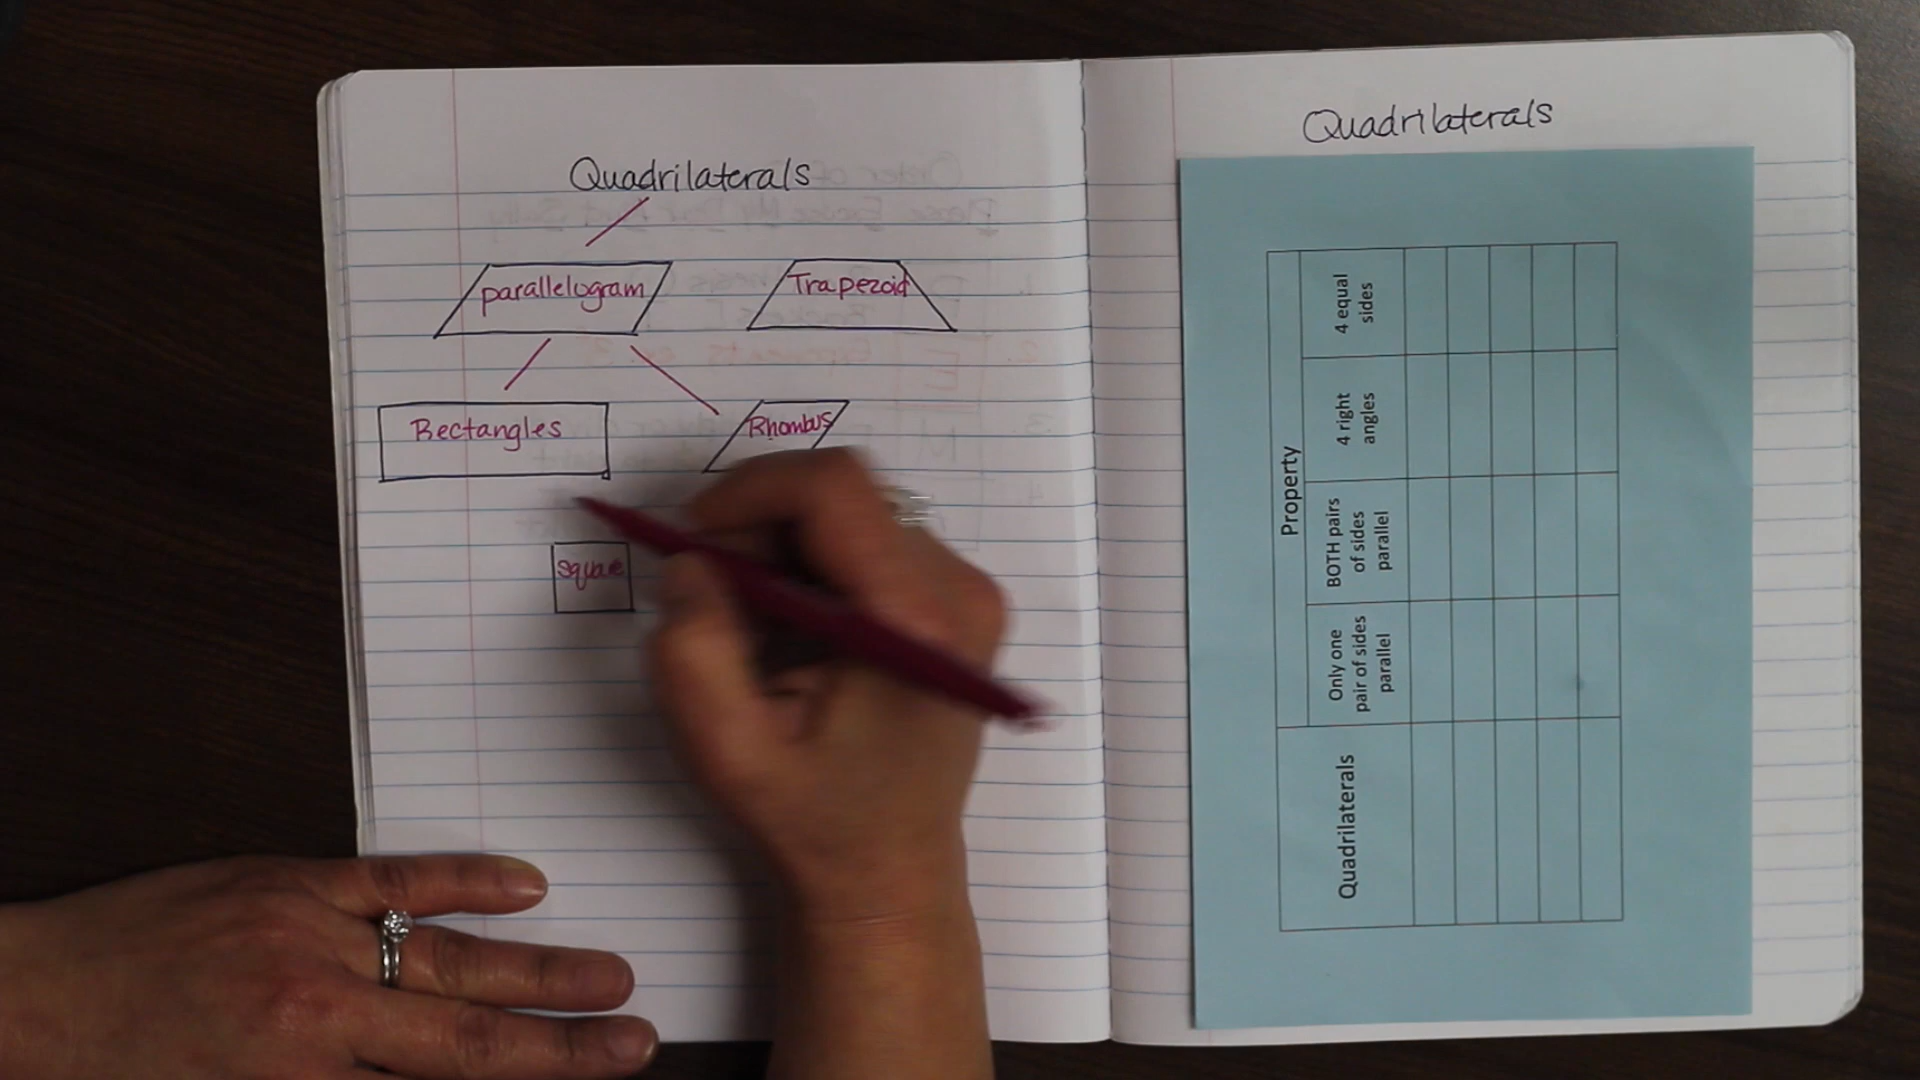 Quadrilaterals
parallelogram
Trapezoid
Rectangles
Rhombus
square
Quadrilaterals
Property
Quadrilaterals
Only one
pair of sides
parallel
BOTH pairs
of sides
parallel
4 right
angles
4 equal
sides